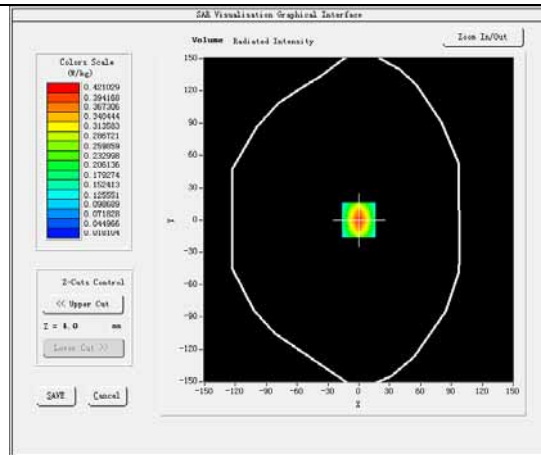 SAR Visualisation Graphical Interface
Volume Radiated Intensity
Zoom In/Out
Colors Scale
(W/kg)
0.421029
0.394168
0.367306
0.340444
0.313583
0.286721
0.259859
0.232998
0.206136
0.179274
0.152413
0.125551
0.098689
0.071828
0.044966
0.018104
Z-Cuts Control
<< Upper Cut
Z = 4.0 mm
Lower Cut >>
SAVE
Cancel
150
120
90
60
30
0
-30
-60
-90
-120
-150
Y
-150 -120 -90 -60 -30 0 30 60 90 120 150
X